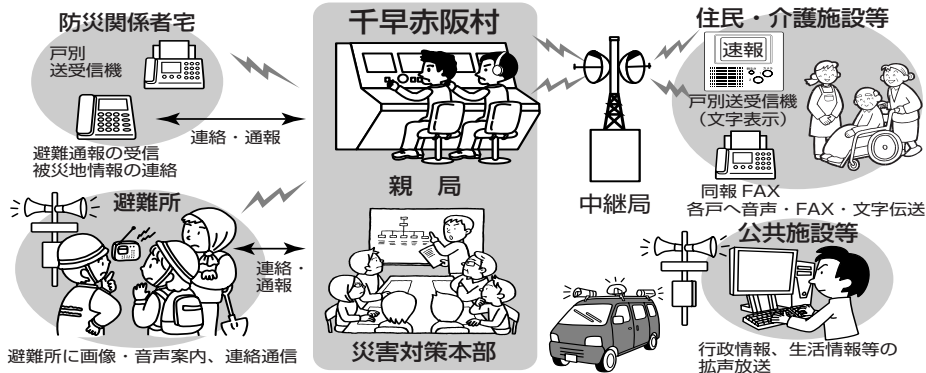 防災関係者宅
戸別
送受信機
連絡・通報
避難通報の受信
被災地情報の連絡
避難所
連絡・
通報
避難所に画像・音声案内、連絡通信
千早赤阪村
親 局
災害対策本部
中継局
住民・介護施設等
速報
戸別送受信機
(文字表示)
同報 FAX
各戸へ音声・FAX・文字伝送
公共施設等
行政情報、生活情報等の
拡声放送